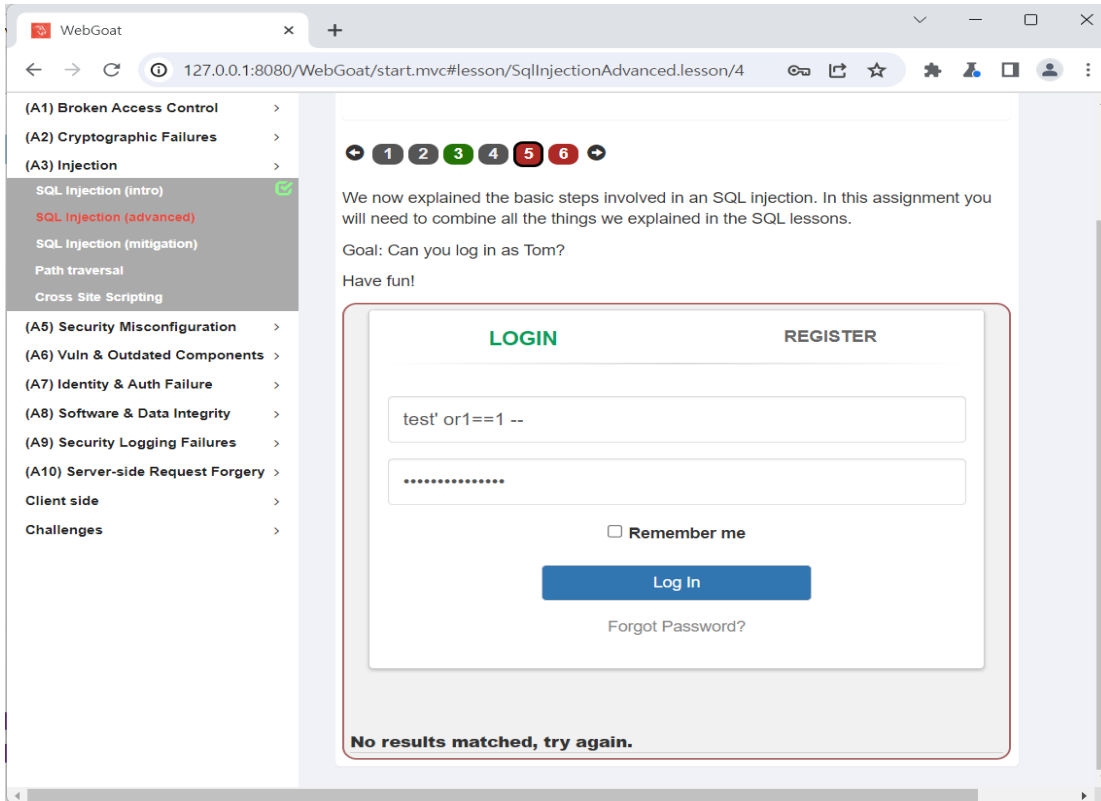 WebGoat
127.0.0.1:8080/WebGoat/start.mvc#lesson/SqlInjectionAdvanced.lesson/4
(A1) Broken Access Control
(A2) Cryptographic Failures
(A3) Injection
SQL Injection (intro)
SQL Injection (advanced)
SQL Injection (mitigation)
Path traversal
Cross Site Scripting
(A5) Security Misconfiguration
(A6) Vuln & Outdated Components
(A7) Identity & Auth Failure
(A8) Software & Data Integrity
(A9) Security Logging Failures
(A10) Server-side Request Forgery
Client side
Challenges
1 2 3 4 5 6
We now explained the basic steps involved in an SQL injection. In this assignment you
will need to combine all the things we explained in the SQL lessons.
Goal: Can you log in as Tom?
Have fun!
LOGIN REGISTER
test' or1==1 --
•••••••••••••••
Remember me
Log In
Forgot Password?
No results matched, try again.